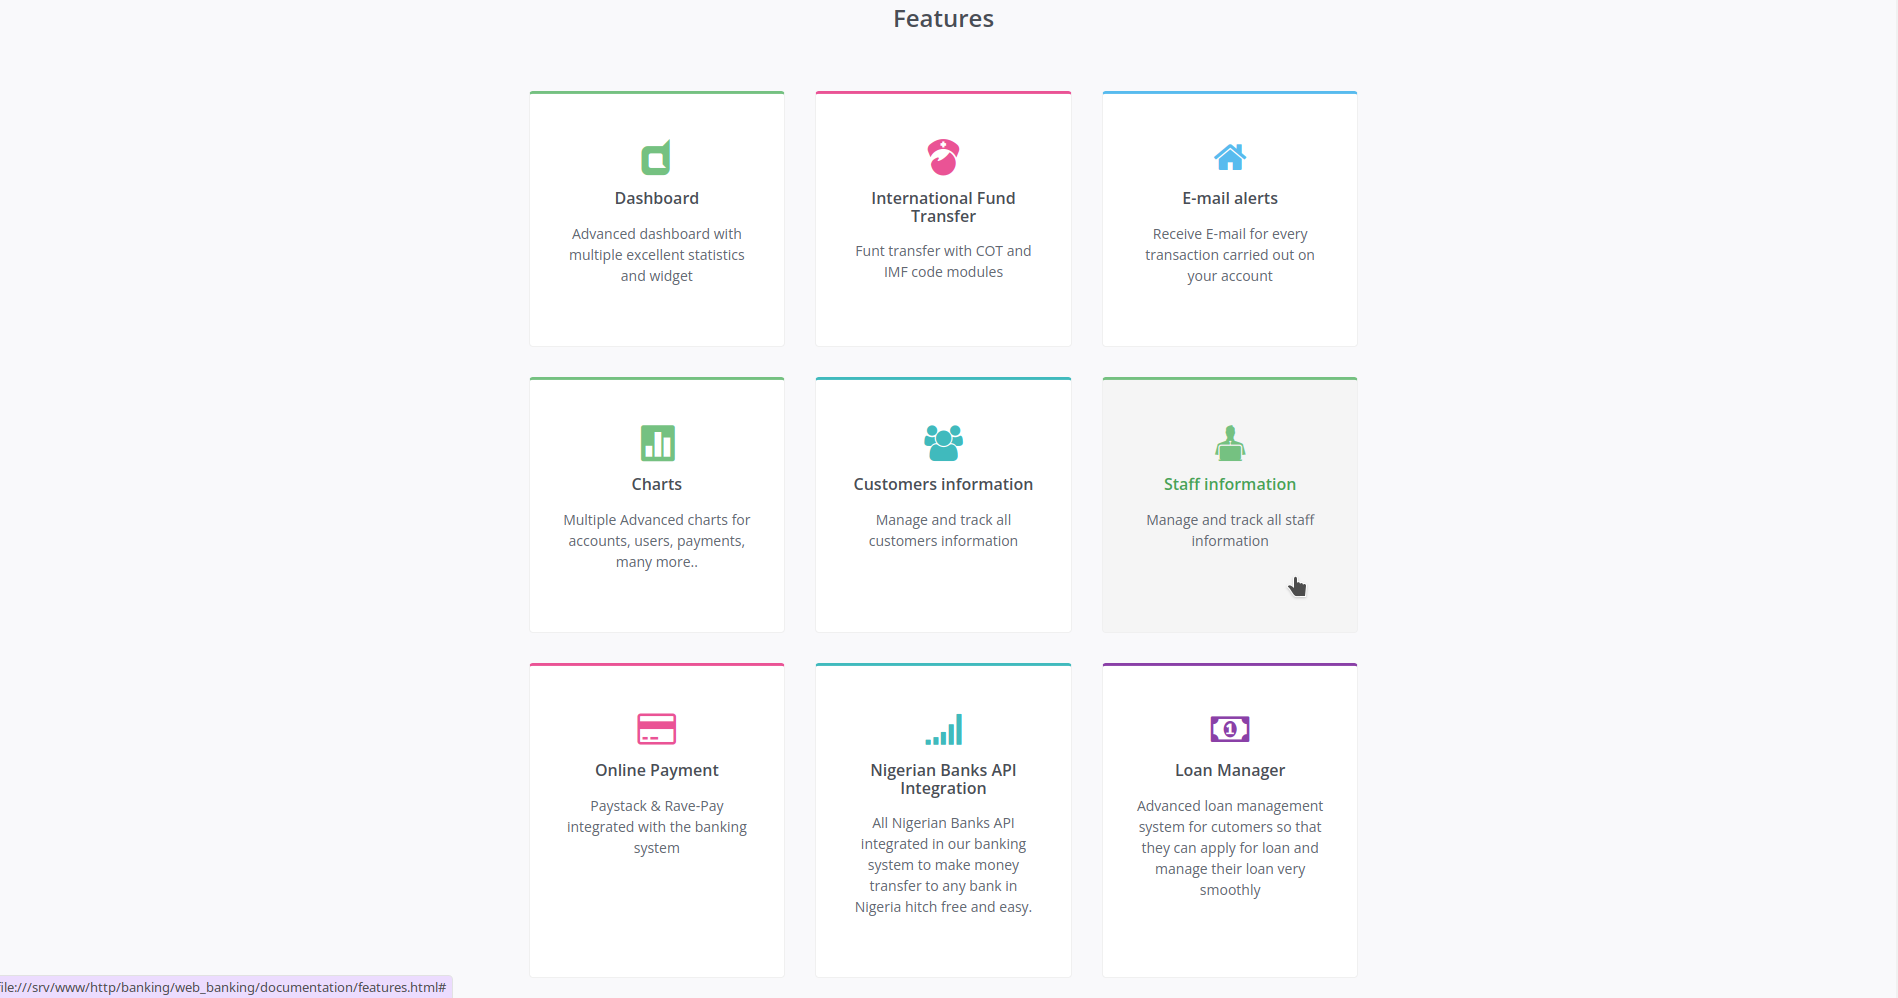 Features
Dashboard
Advanced dashboard with
multiple excellent statistics
and widget
International Fund
Transfer
Funt transfer with COT and
IMF code modules
E-mail alerts
Receive E-mail for every
transaction carried out on
your account
Charts
Multiple Advanced charts for
accounts, users, payments,
many more..
Customers information
Manage and track all
customers information
Staff information
Manage and track all staff
information
Online Payment
Paystack & Rave-Pay
integrated with the banking
system
Nigerian Banks API
Integration
All Nigerian Banks API
integrated in our banking
system to make money
transfer to any bank in
Nigeria hitch free and easy.
Loan Manager
1
Advanced loan management
system for cutomers so that
they can apply for loan and
manage their loan very
smoothly
ile:///srv/www/http/banking/web_banking/documentation/features.html#